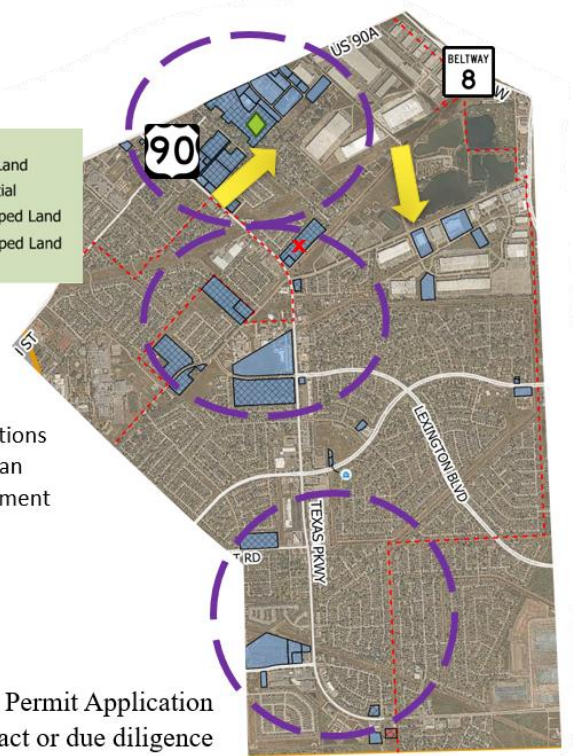 US 90A
BELTWAY
8
W
90
Land
tial
ped Land
ped Land
I ST
tions
an
ment
LEXINGTON BLVD
TEXAS PKWY
T RD
Permit Application
act or due diligence